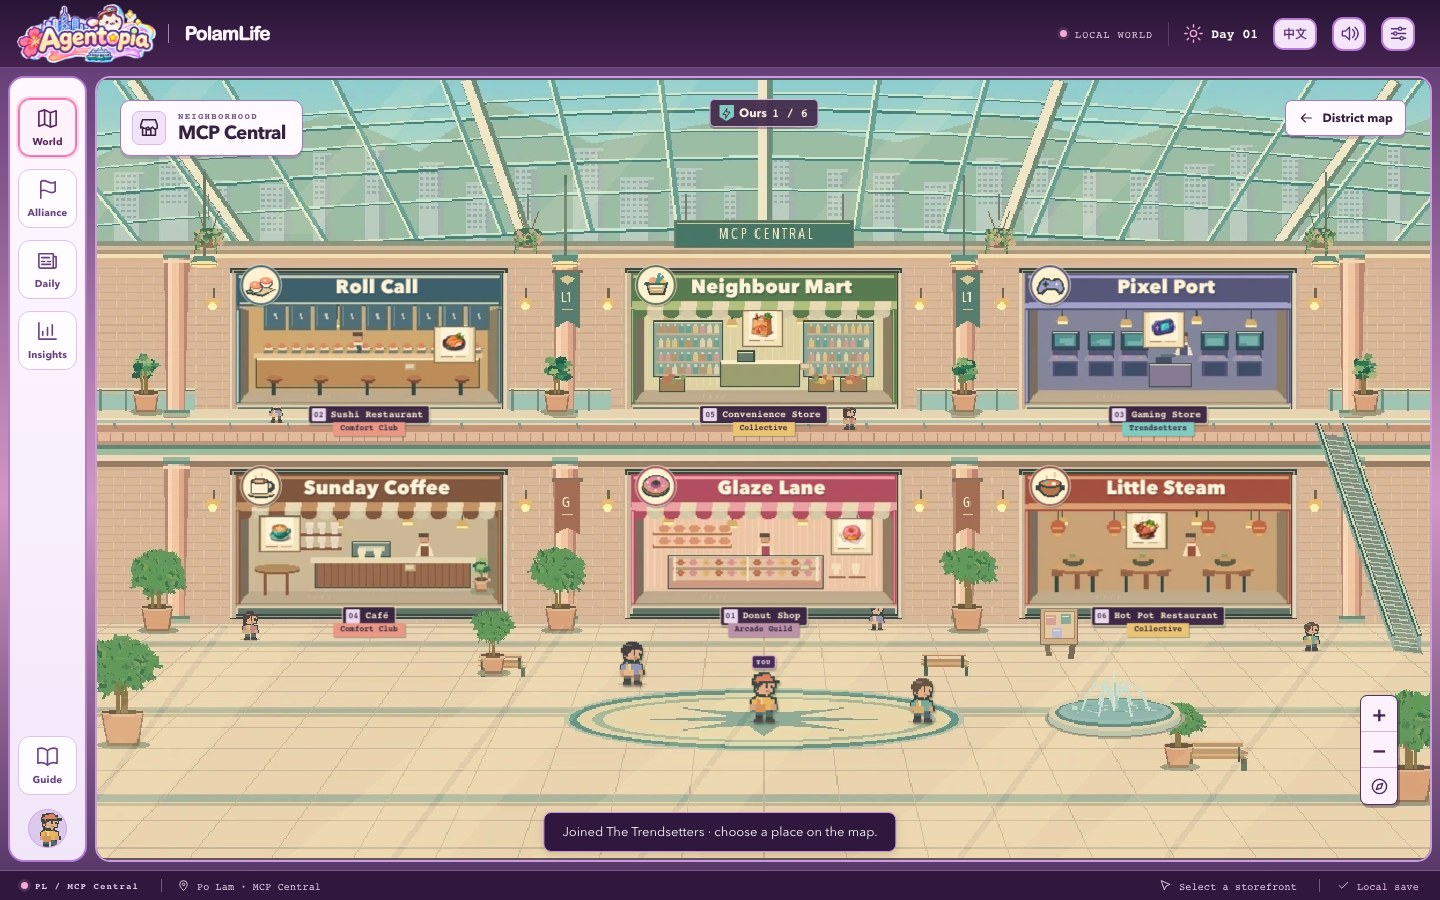 Agentopia
PolamLife
LOCAL WORLD
Day 01
中文
World
Alliance
Daily
Insights
Guide
NEIGHBORHOOD
MCP Central
Ours 1 / 6
District map
MCP CENTRAL
Roll Call
Neighbour Mart
Pixel Port
L1
L1
02 Sushi Restaurant
Comfort Club
05 Convenience Store
Collective
03 Gaming Store
Trendsetters
Sunday Coffee
Glaze Lane
Little Steam
G
G
04 Café
Comfort Club
01 Donut Shop
Arcade Guild
06 Hot Pot Restaurant
Collective
YOU
Joined The Trendsetters · choose a place on the map.
PL / MCP Central
Po Lam · MCP Central
Select a storefront
Local save